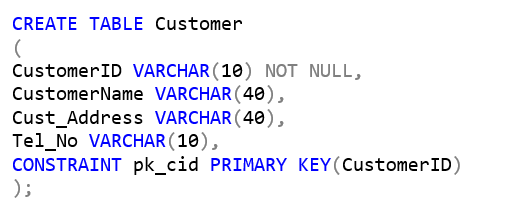 CREATE TABLE Customer
(
CustomerID VARCHAR(10) NOT NULL,
CustomerName VARCHAR(40),
Cust_Address VARCHAR(40),
Tel_No VARCHAR(10),
CONSTRAINT pk_cid PRIMARY KEY(CustomerID)
);